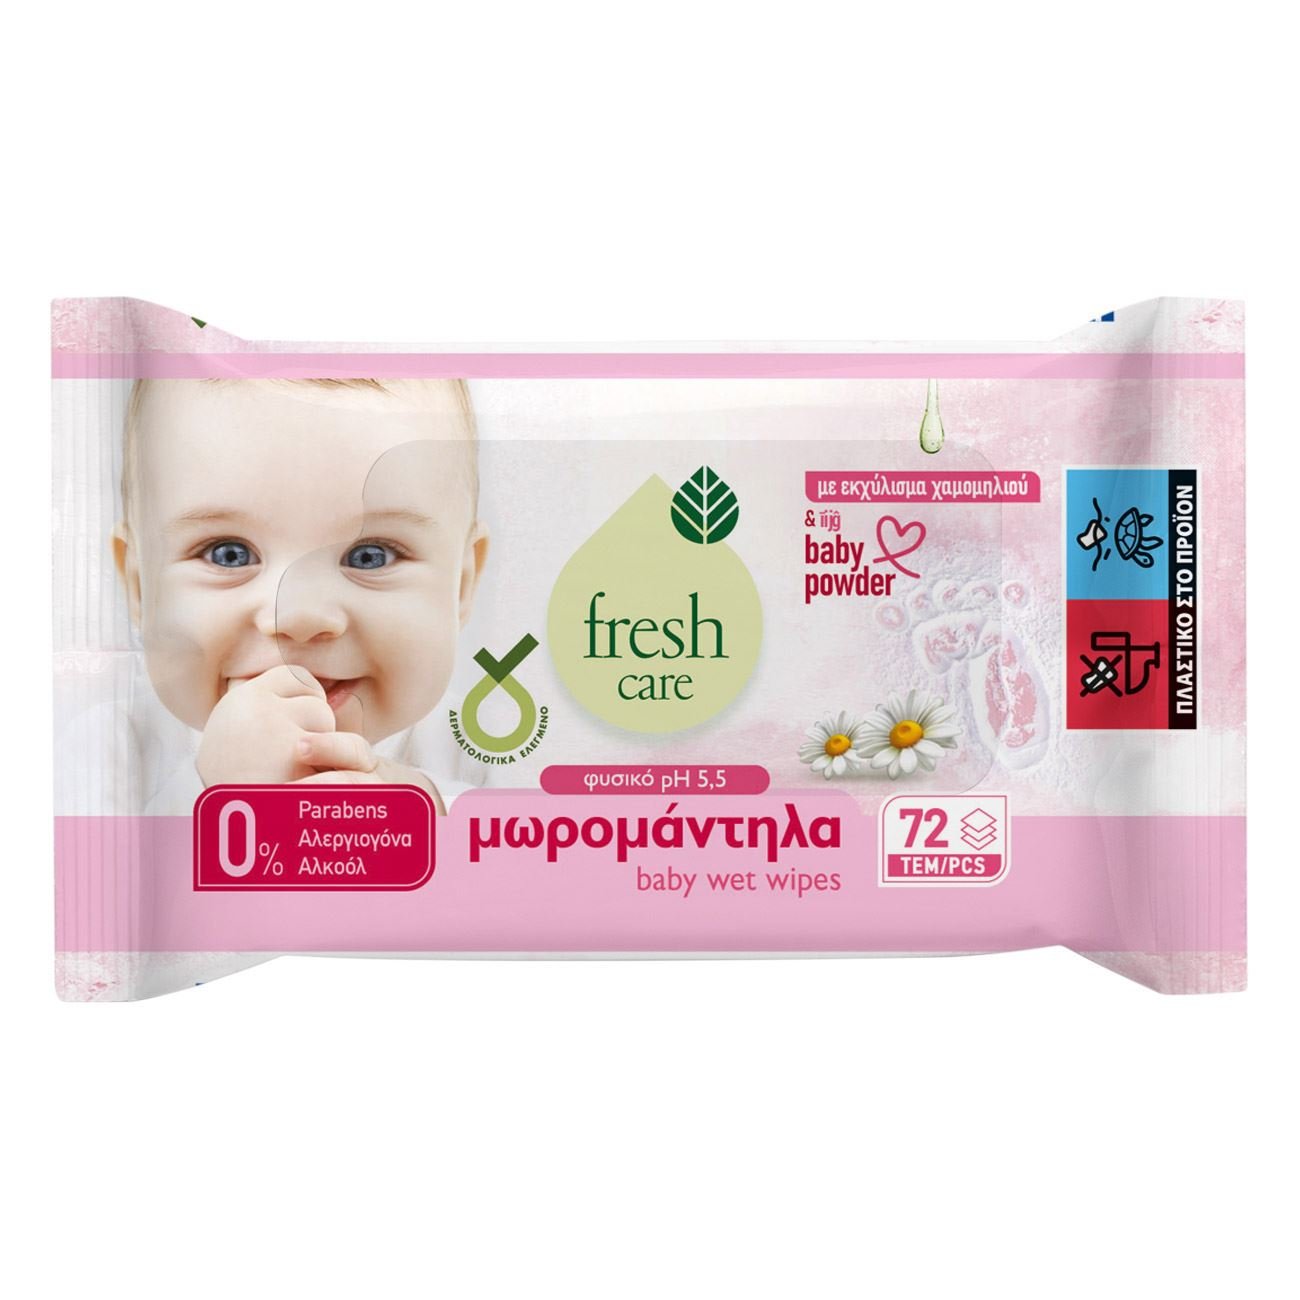 με εκχύλισμα χαμομηλιού
&
baby
powder
fresh
care
ΔΕΡΜΑΤΟΛΟΓΙΚΑ ΕΛΕΓΜΕΝΟ
ΠΛΑΣΤΙΚΟ ΣΤΟ ΠΡΟΪΟΝ
φυσικό pH 5,5
μωρομάντηλα
baby wet wipes
0%
Parabens
Αλεργιογόνα
Αλκοόλ
72
ΤΕΜ/PCS